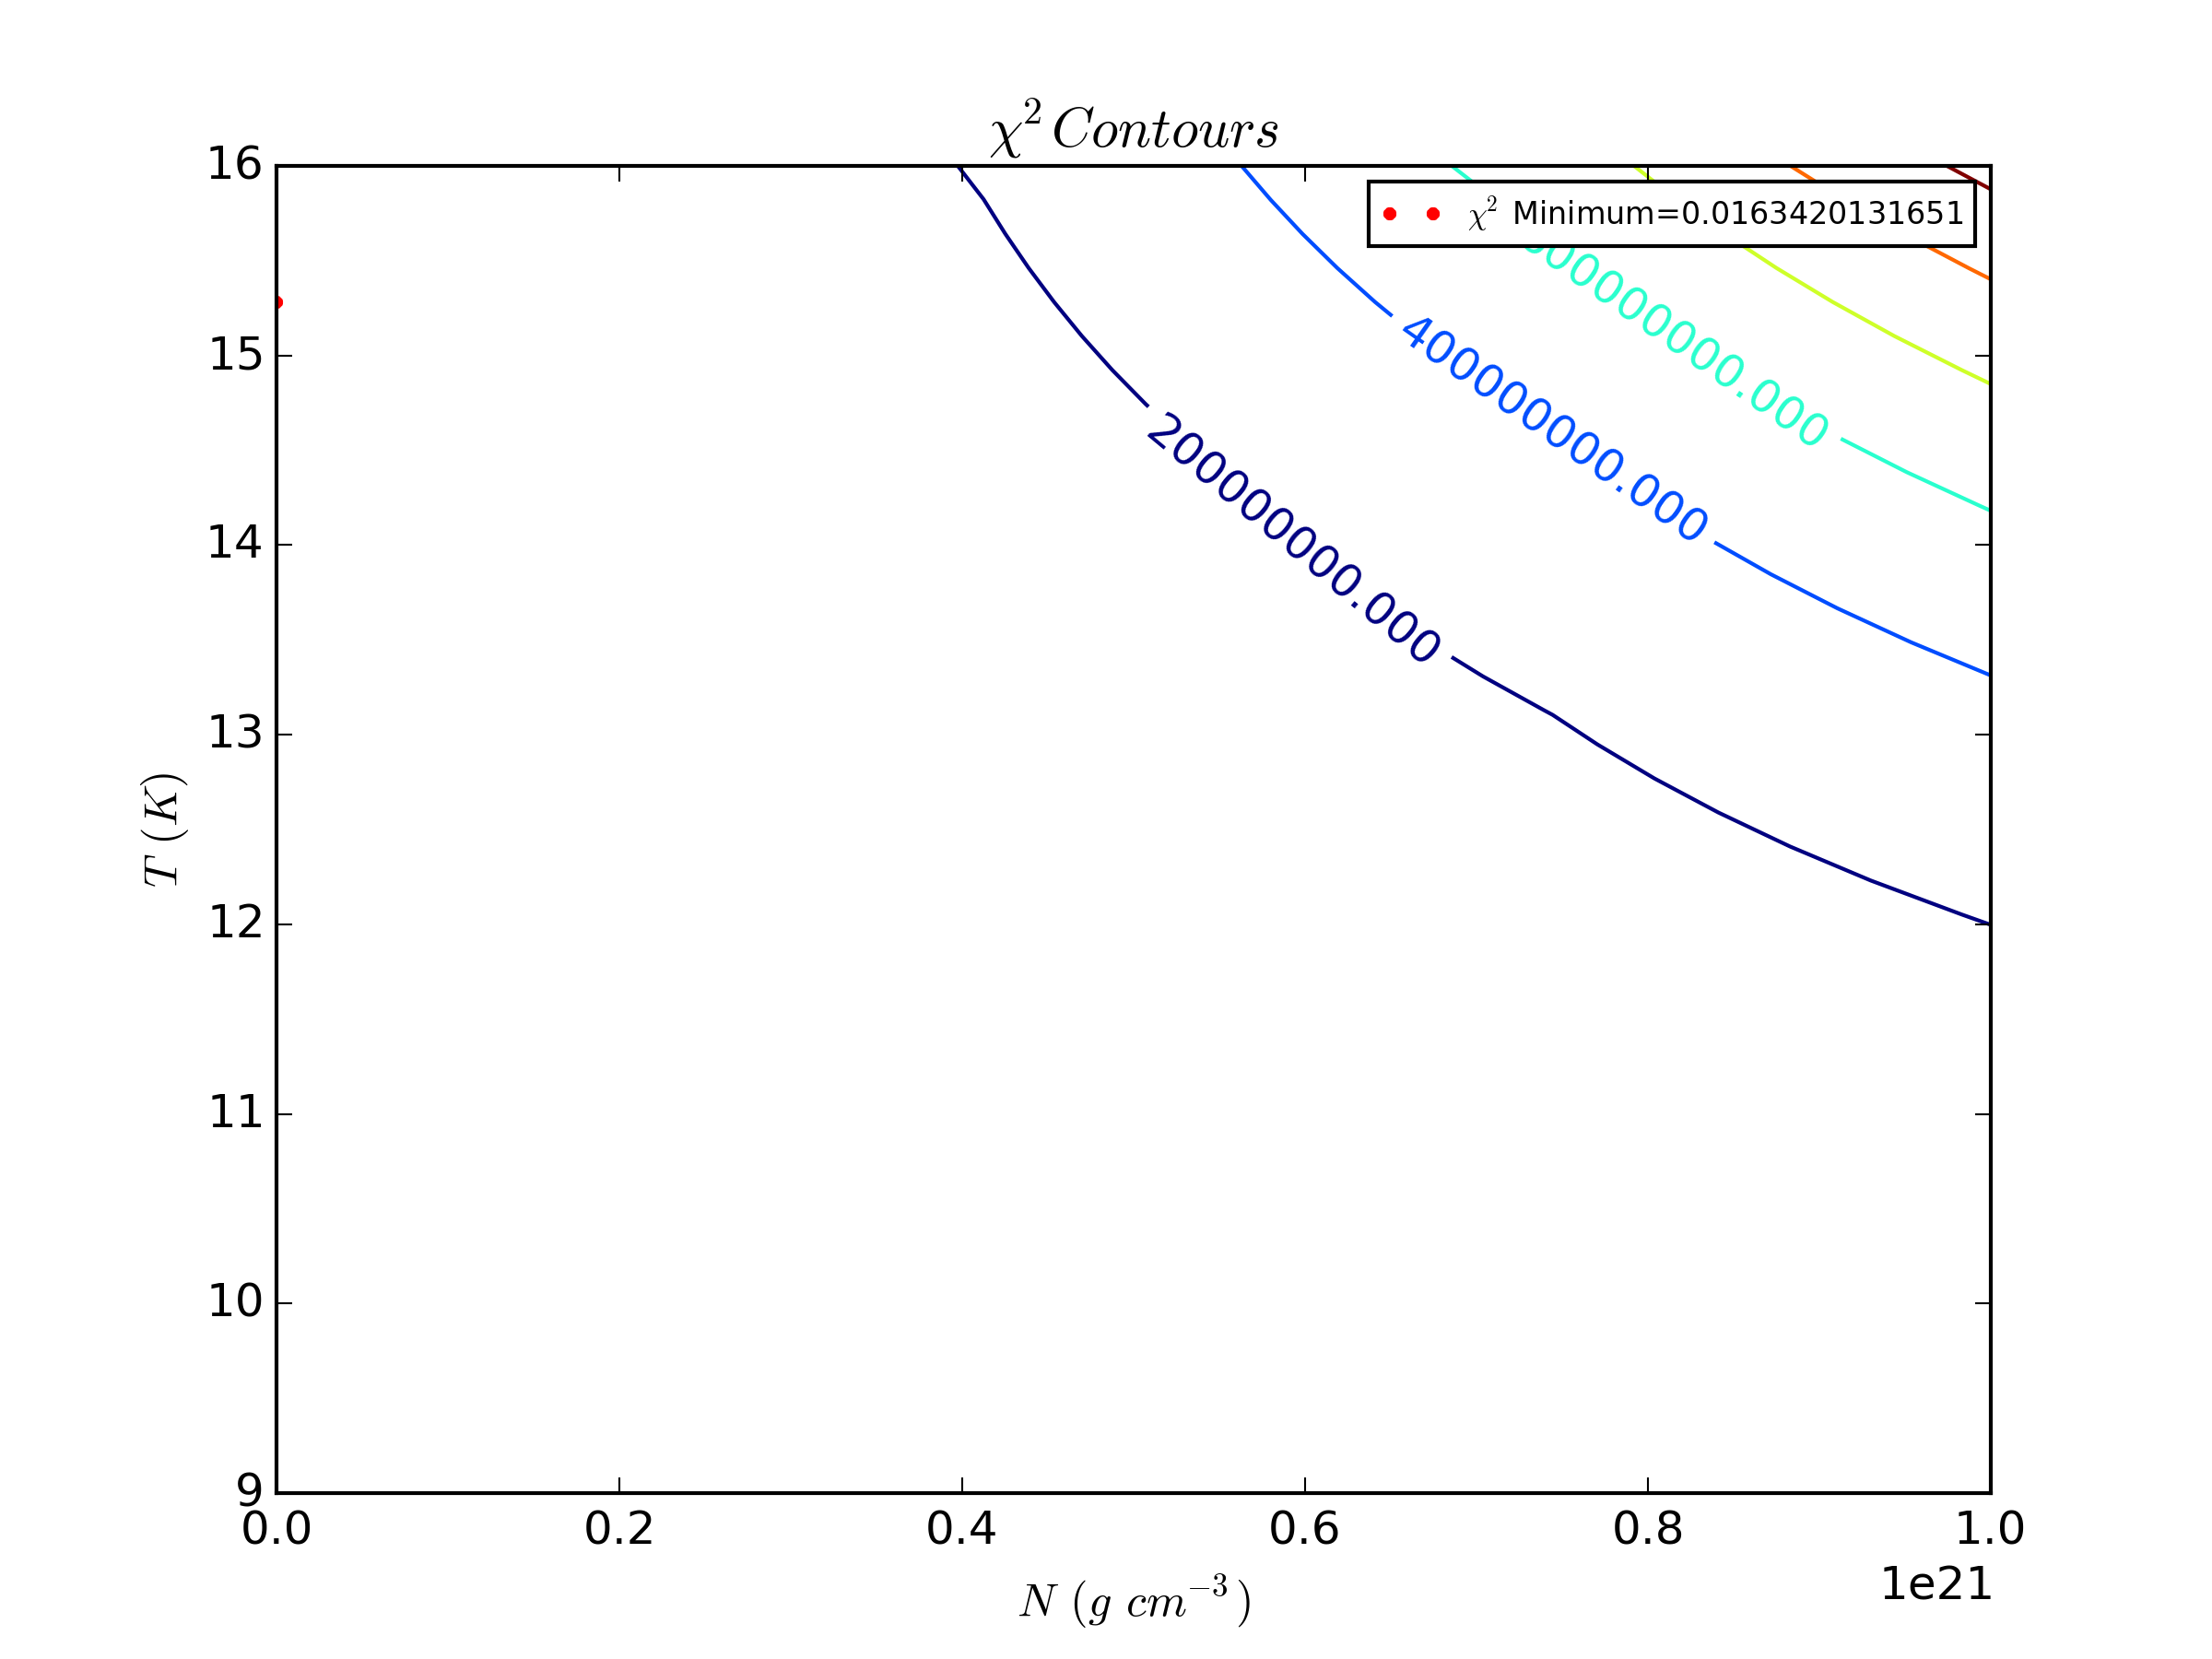 χ² Contours
16
15
14
13
12
11
10
9
T (K)
χ² Minimum=0.0163420131651
400000000.000
200000000.000
0.0 0.2 0.4 0.6 0.8 1.0
1e21
N (g cm⁻³)